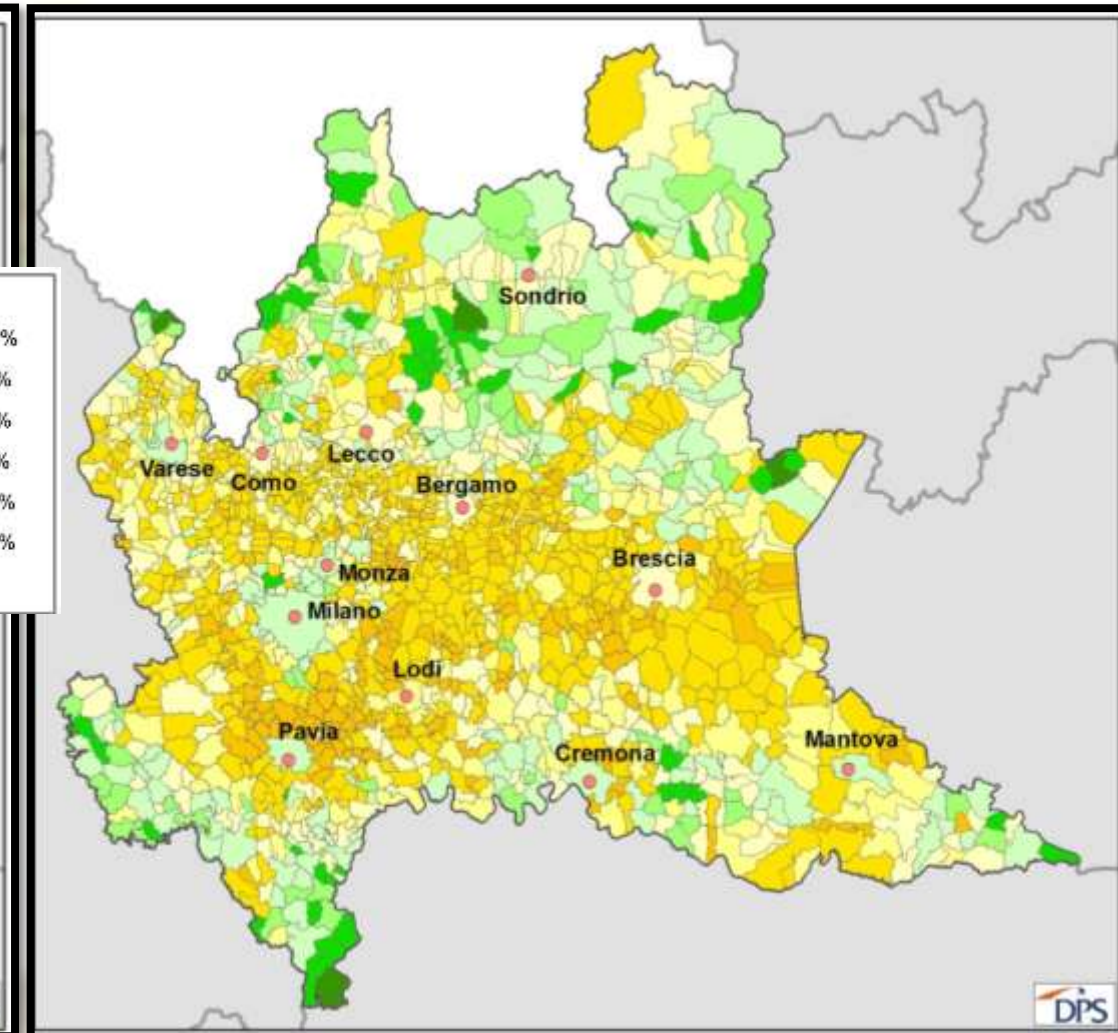 %
%
%
%
%
%
Sondrio
Lecco
Varese
Como
Bergamo
Brescia
Monza
Milano
Lodi
Pavia
Cremona
Mantova
DPS